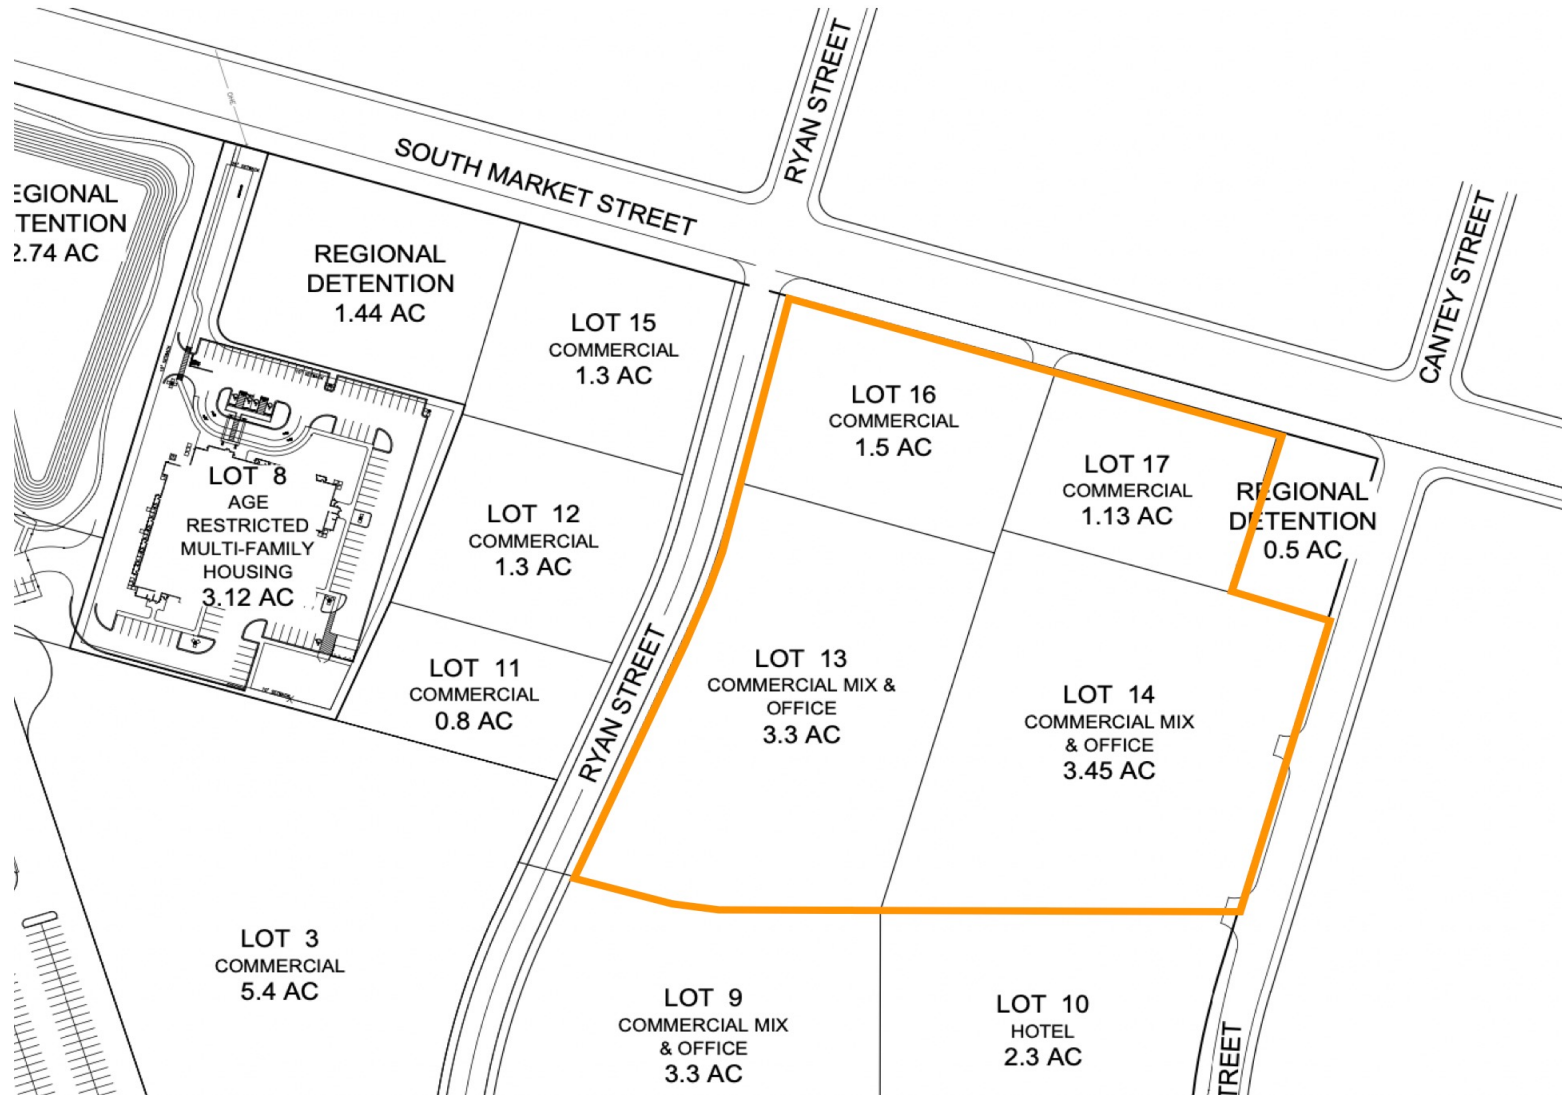 RYAN STREET
SOUTH MARKET STREET
CANTEY STREET
OHE
EGIONAL
TENTION
2.74 AC
REGIONAL
DETENTION
1.44 AC
LOT 15
COMMERCIAL
1.3 AC
LOT 16
COMMERCIAL
1.5 AC
LOT 17
COMMERCIAL
1.13 AC
REGIONAL
DETENTION
0.5 AC
LOT 8
AGE
RESTRICTED
MULTI-FAMILY
HOUSING
3.12 AC
LOT 12
COMMERCIAL
1.3 AC
LOT 11
COMMERCIAL
0.8 AC
RYAN STREET
LOT 13
COMMERCIAL MIX &
OFFICE
3.3 AC
LOT 14
COMMERCIAL MIX
& OFFICE
3.45 AC
LOT 3
COMMERCIAL
5.4 AC
LOT 9
COMMERCIAL MIX
& OFFICE
3.3 AC
LOT 10
HOTEL
2.3 AC
TREET